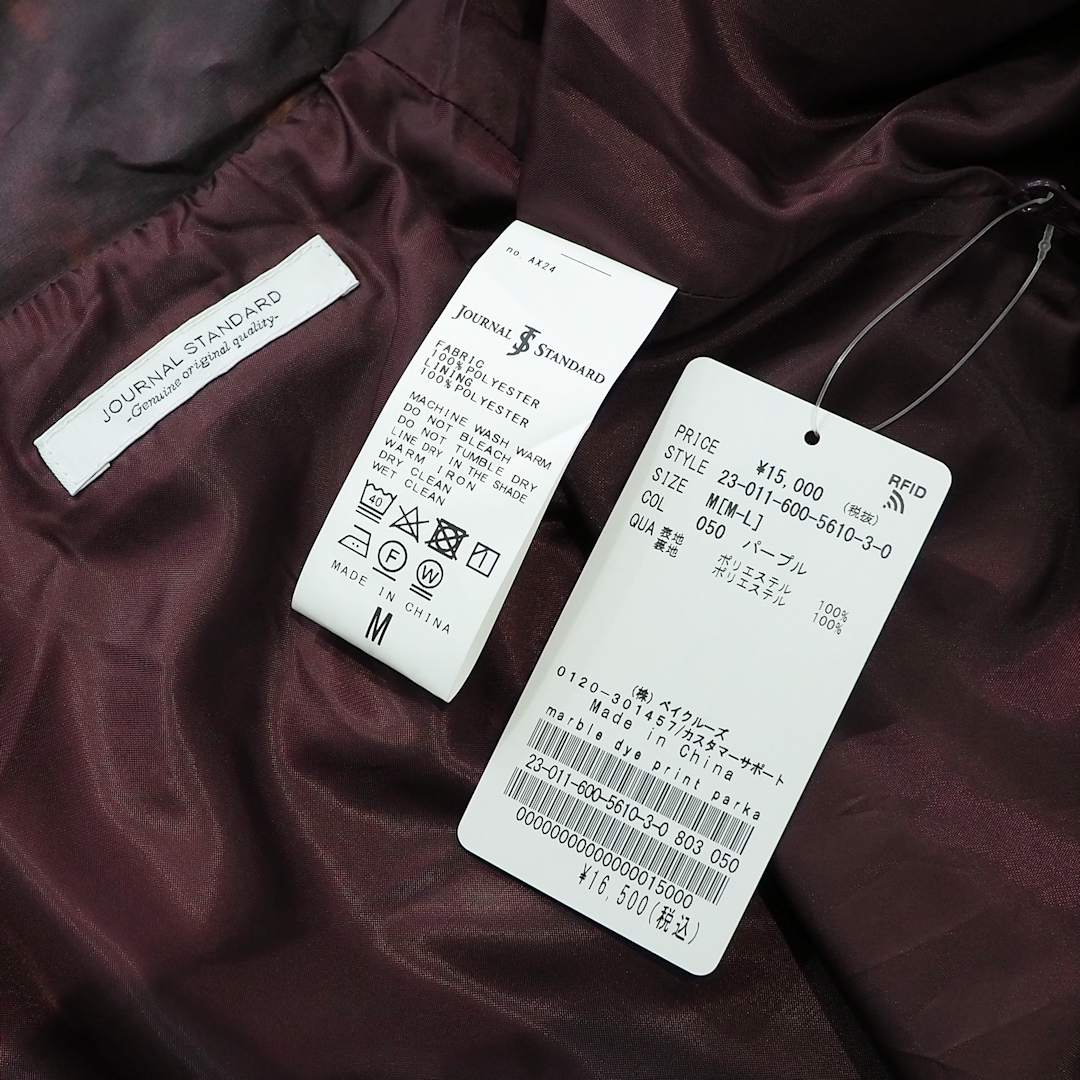 JOURNAL STANDARD
-Genuine original quality-
no. AX24
JOURNAL JS STANDARD
FABRIC
100%POLYESTER
LINING
100%POLYESTER
MACHINE WASH WARM
DO NOT BLEACH
DO NOT TUMBLE DRY
LINE DRY IN THE SHADE
WARM IRON
DRY CLEAN
WET CLEAN
40
F W
MADE IN CHINA
M
RFID
PRICE ¥15,000 (税抜)
STYLE 23-011-600-5610-3-0
SIZE M[M-L]
COL 050 パープル
QUA 表地 ポリエステル 100%
裏地 ポリエステル 100%
(株) ベイクルーズ
0120-301457/カスタマーサポート
Made in China
marble dye print parka
23-011-600-5610-3-0 803 050
0000000000000015000
¥16,500(税込)